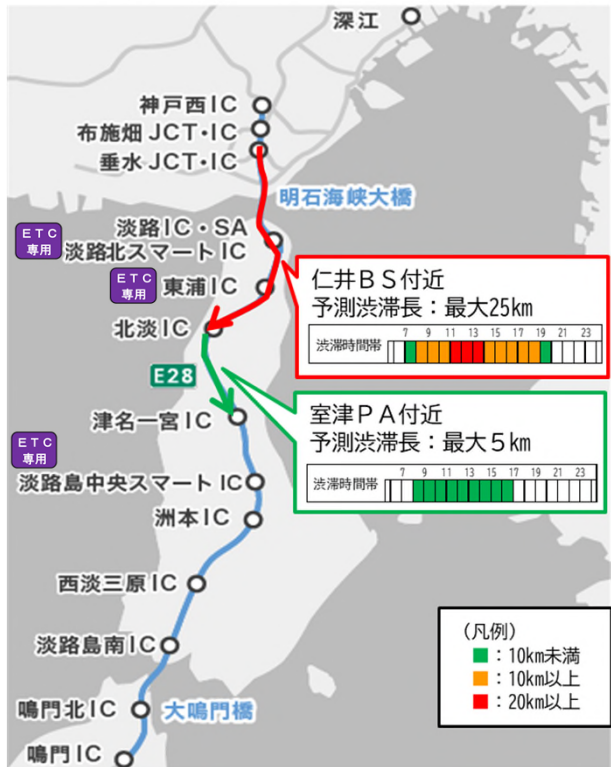 深江
神戸西IC
布施畑JCT・IC
垂水JCT・IC
明石海峡大橋
ETC
専用
淡路IC・SA
淡路北スマートIC
ETC
専用
東浦IC
北淡IC
仁井BS付近
予測渋滞長：最大25km
渋滞時間帯
7 9 11 13 15 17 19 21 23
E28
津名一宮IC
室津PA付近
予測渋滞長：最大5km
渋滞時間帯
7 9 11 13 15 17 19 21 23
ETC
専用
淡路島中央スマートIC
洲本IC
西淡三原IC
淡路島南IC
鳴門北IC
大鳴門橋
鳴門IC
（凡例）
：10km未満
：10km以上
：20km以上